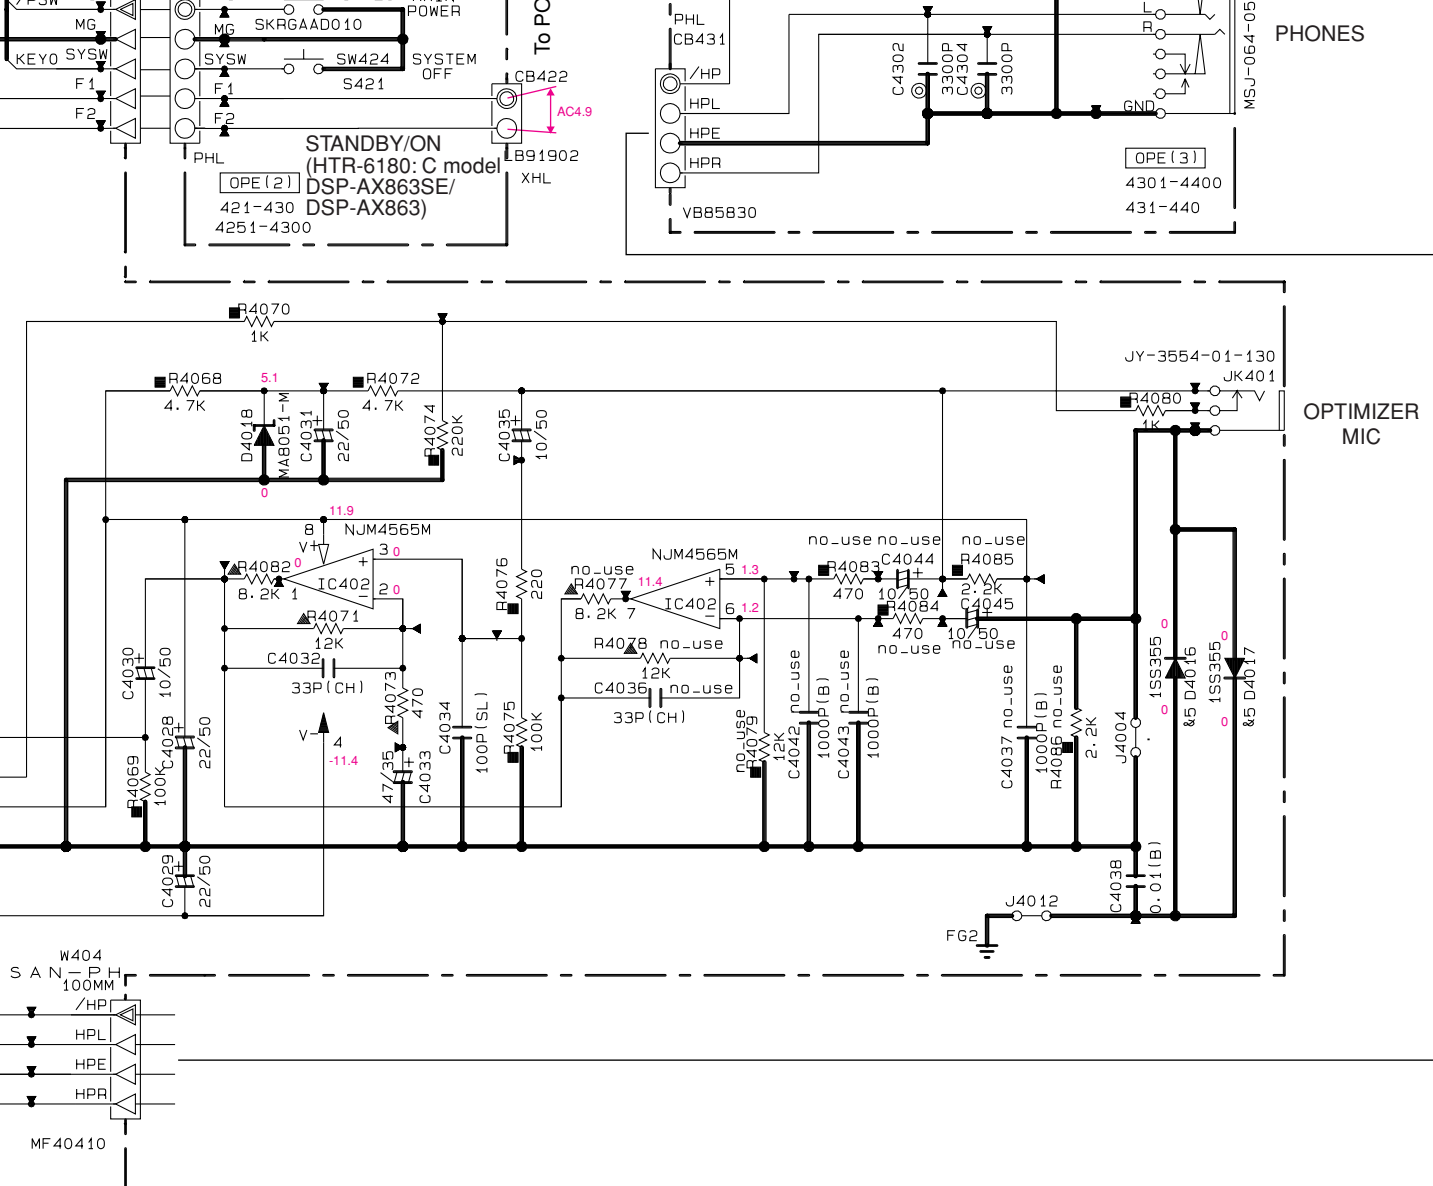 /PSW
MG
KEY0 SYSW
F1
F2
SKRGAAD010
MG
SYSW
F1
F2
POWER
SW424
S421
SYSTEM
OFF
To PC
CB422
AC4.9
LB91902
XHL
PHL
STANDBY/ON
(HTR-6180: C model
DSP-AX863SE/
DSP-AX863)
OPE(2)
421-430
4251-4300
PHL
CB431
/HP
HPL
HPE
HPR
VB85830
C4302
3300P
C4304
3300P
L
R
GND
MSJ-064-05
PHONES
OPE(3)
4301-4400
431-440
R4070
1K
R4068
4.7K
5.1
R4072
4.7K
D4018
MA8051-M
0
C4031
22/50
R4074
220K
C4035
10/50
JY-3554-01-130
JK401
R4080
1K
OPTIMIZER
MIC
11.9
8
V+
NJM4565M
3
0
2
0
0
1
IC402
R4082
8.2K
R4071
12K
C4032
33P(CH)
C4030
10/50
C4028
22/50
R4069
100K
C4029
22/50
V-
4
-11.4
R4073
470
47/35
C4033
C4034
100P(SL)
R4076
220
R4075
100K
no_use
R4077
8.2K
NJM4565M
11.4
7
IC402
5
1.3
6
1.2
R4078
no_use
12K
C4036
no_use
33P(CH)
no_use
R4079
12K
no_use
C4042
1000P(B)
no_use
C4043
1000P(B)
no_use no_use
R4083
470
C4044
10/50
no_use
R4085
2.2K
R4084
470
no_use
C4045
10/50
no_use
no_use
C4037
1000P(B)
R4086
2.2K
J4004
C4038
0.01(B)
0
1SS355
&5 D4016
0
0
1SS355
&5 D4017
0
J4012
FG2
W404
SAN-PH
100MM
/HP
HPL
HPE
HPR
MF40410